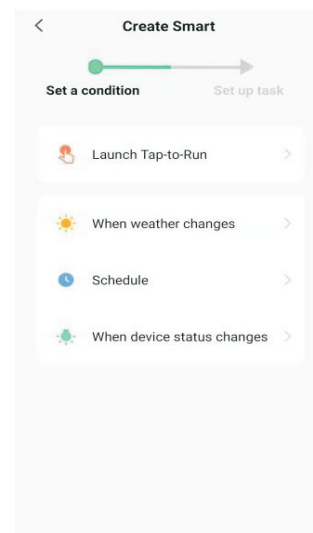 Create Smart
Set a condition
Set up task
Launch Tap-to-Run
When weather changes
Schedule
When device status changes